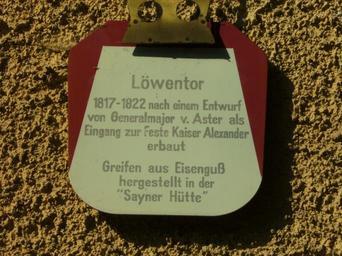 Löwentor
1817-1822 nach einem Entwurf
von Generalmajor v. Aster als
Eingang zur Feste Kaiser Alexander
erbaut
Greifen aus Eisenguß
hergestellt in der
"Sayner Hütte"